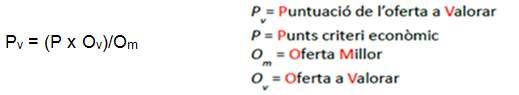 Pv = (P x Ov)/Om
Pv = Puntuació de l'oferta a Valorar
P = Punts criteri econòmic
Om = Oferta Millor
Ov = Oferta a Valorar